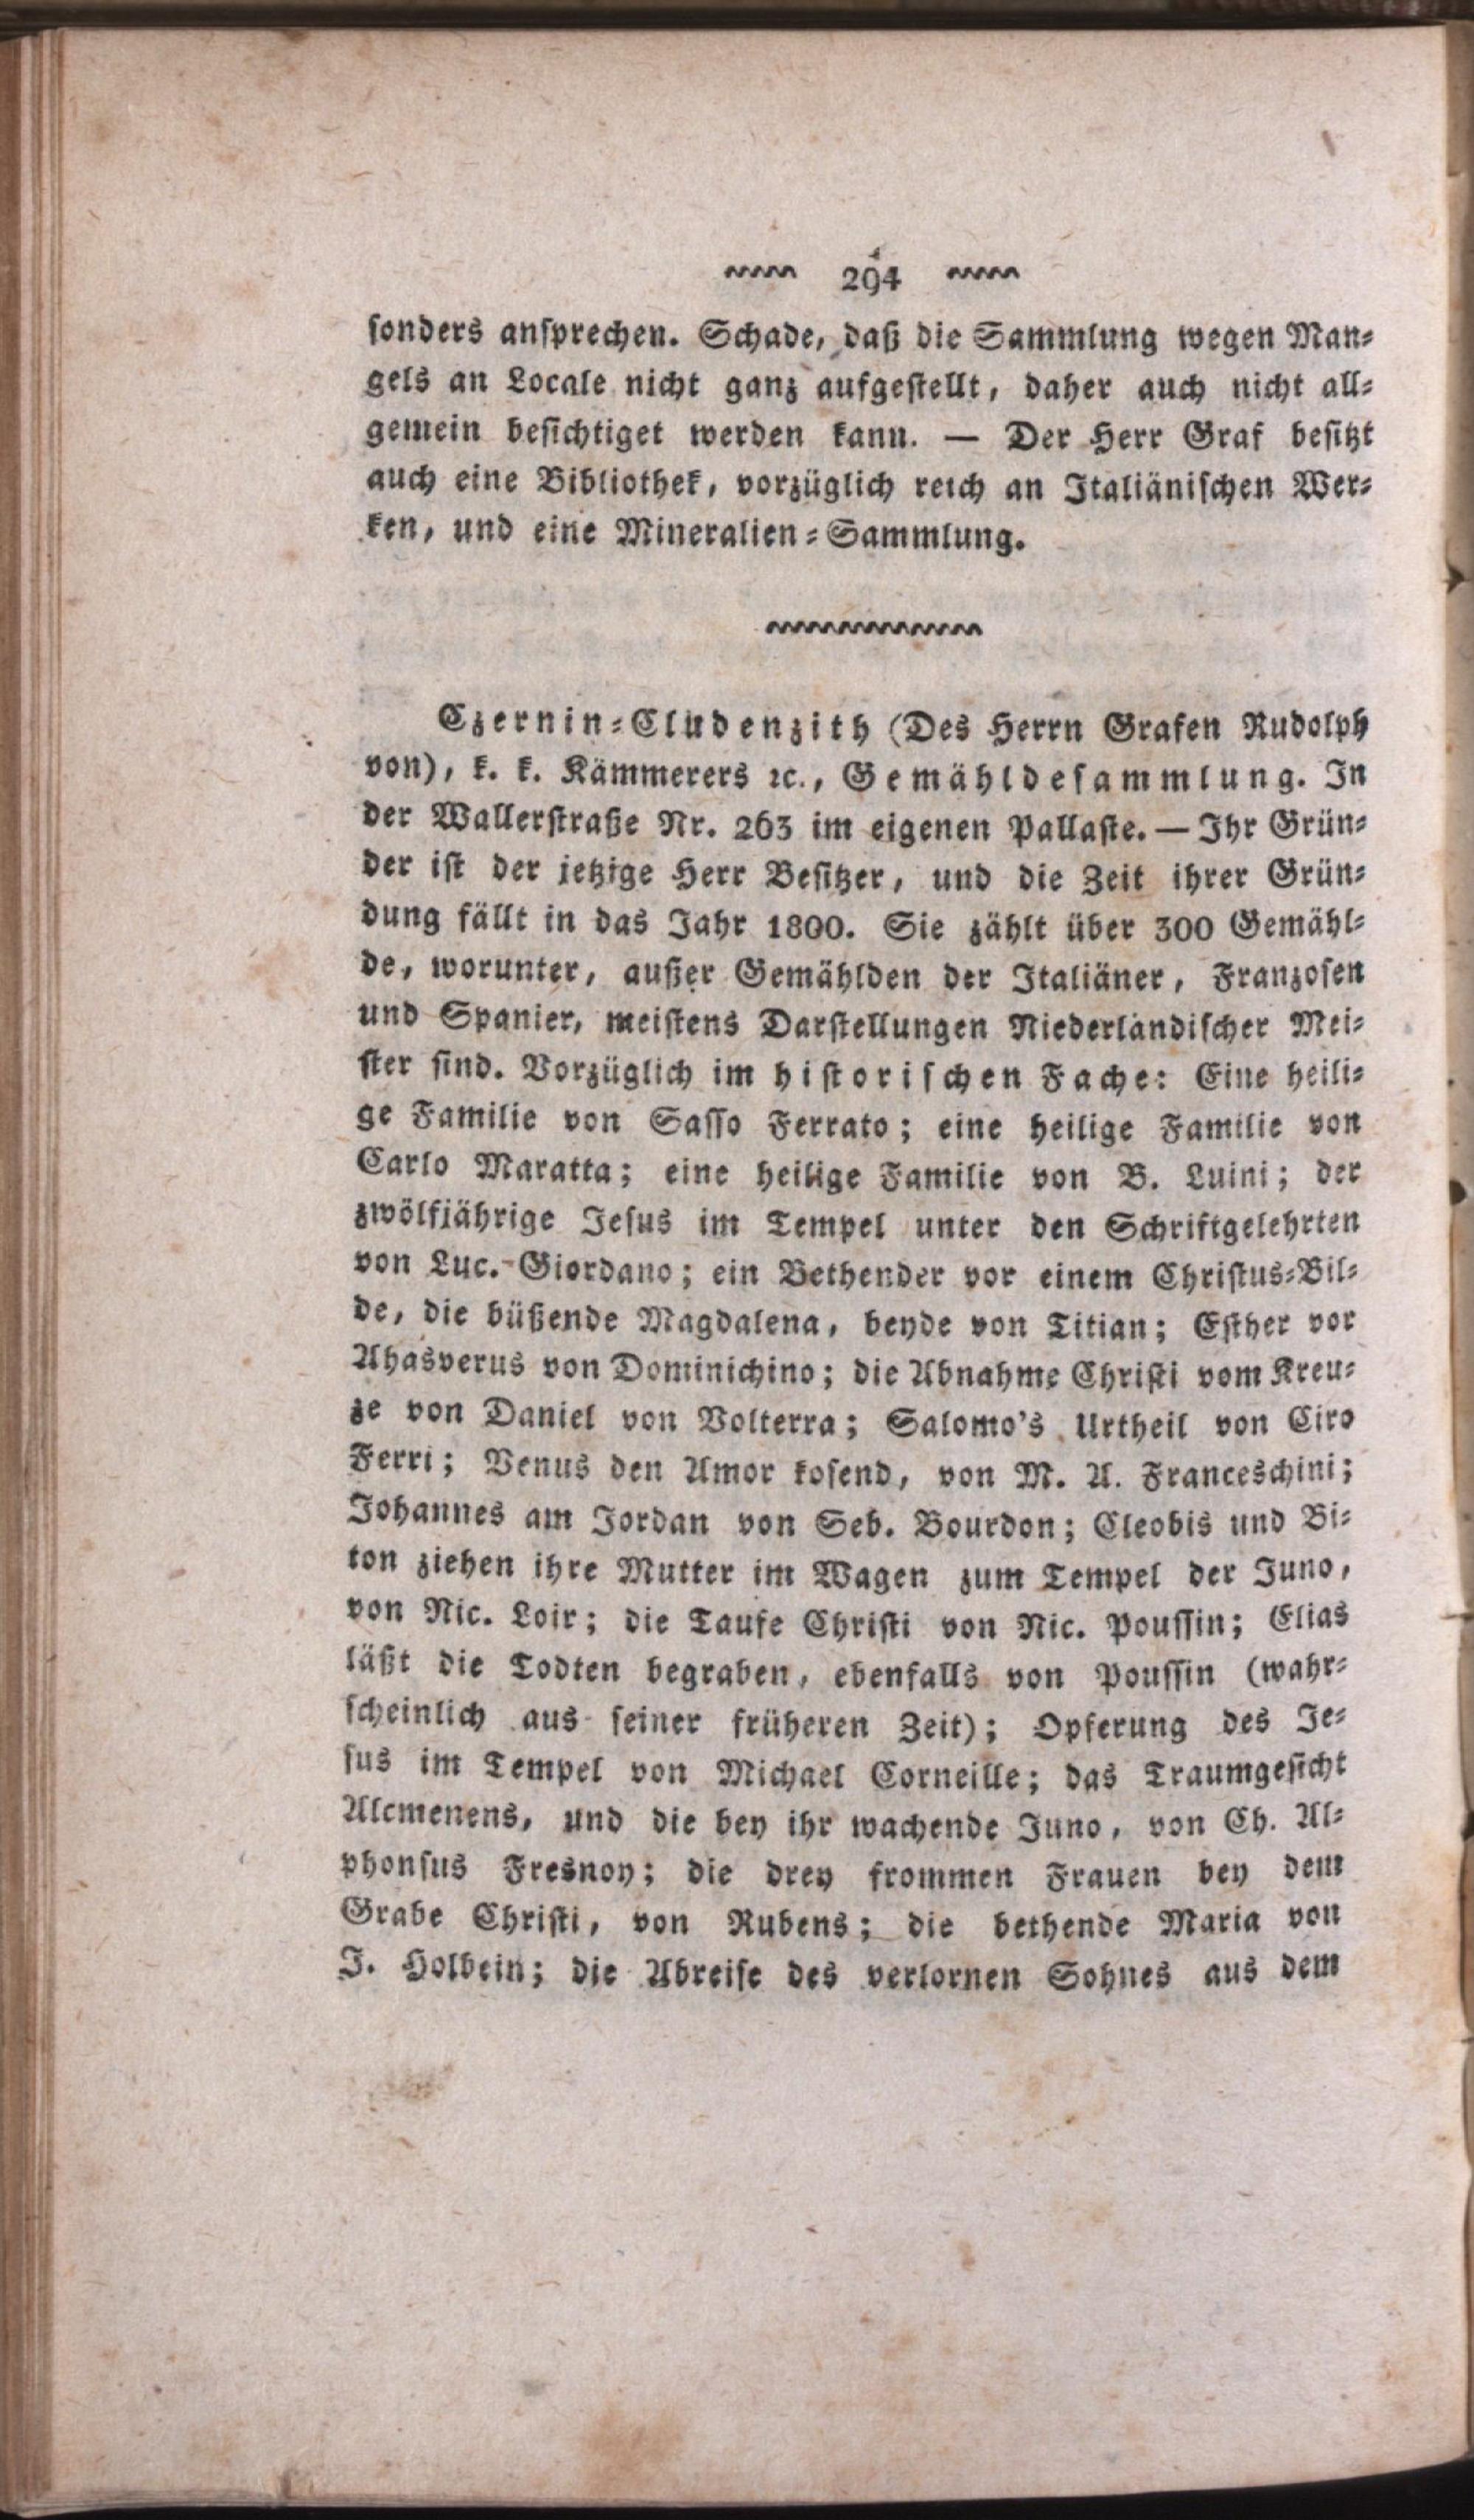 294
sonders ansprechen. Schade, daß die Sammlung wegen Man-
gels an Locale nicht ganz aufgestellt, daher auch nicht all-
gemein besichtiget werden kann. — Der Herr Graf besitzt
auch eine Bibliothek, vorzüglich reich an Italiänischen Wer-
ken, und eine Mineralien-Sammlung.
Czernin-Cludenzith (Des Herrn Grafen Rudolph
von), k. k. Kämmerers ꝛc., Gemähldesammlung. In
der Wallerstraße Nr. 263 im eigenen Pallaste. — Ihr Grün-
der ist der jetzige Herr Besitzer, und die Zeit ihrer Grün-
dung fällt in das Jahr 1800. Sie zählt über 300 Gemähl-
de, worunter, außer Gemählden der Italiäner, Franzosen
und Spanier, meistens Darstellungen Niederländischer Mei-
ster sind. Vorzüglich im historischen Fache: Eine heili-
ge Familie von Sasso Ferrato; eine heilige Familie von
Carlo Maratta; eine heilige Familie von B. Luini; der
zwölfjährige Jesus im Tempel unter den Schriftgelehrten
von Luc. Giordano; ein Bethender vor einem Christus-Bil-
de, die büßende Magdalena, beyde von Titian; Esther vor
Ahasverus von Dominichino; die Abnahme Christi vom Kreu-
ze von Daniel von Volterra; Salomo's Urtheil von Ciro
Ferri; Venus den Amor kosend, von M. A. Franceschini;
Johannes am Jordan von Seb. Bourdon; Cleobis und Bi-
ton ziehen ihre Mutter im Wagen zum Tempel der Juno,
von Nic. Loir; die Taufe Christi von Nic. Poussin; Elias
läßt die Todten begraben, ebenfalls von Poussin (wahr-
scheinlich aus seiner früheren Zeit); Opferung des Je-
sus im Tempel von Michael Corneille; das Traumgesicht
Alcmenens, und die bey ihr wachende Juno, von Ch. Al-
phonsus Fresnoy; die drey frommen Frauen bey dem
Grabe Christi, von Rubens; die bethende Maria von
J. Holbein; die Abreise des verlornen Sohnes aus dem